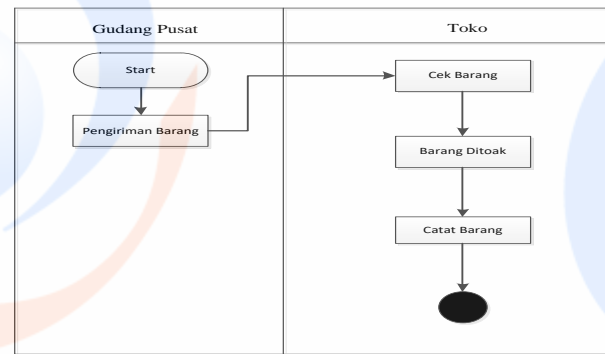 Gudang Pusat
Toko
Start
Pengiriman Barang
Cek Barang
Barang Ditoak
Catat Barang